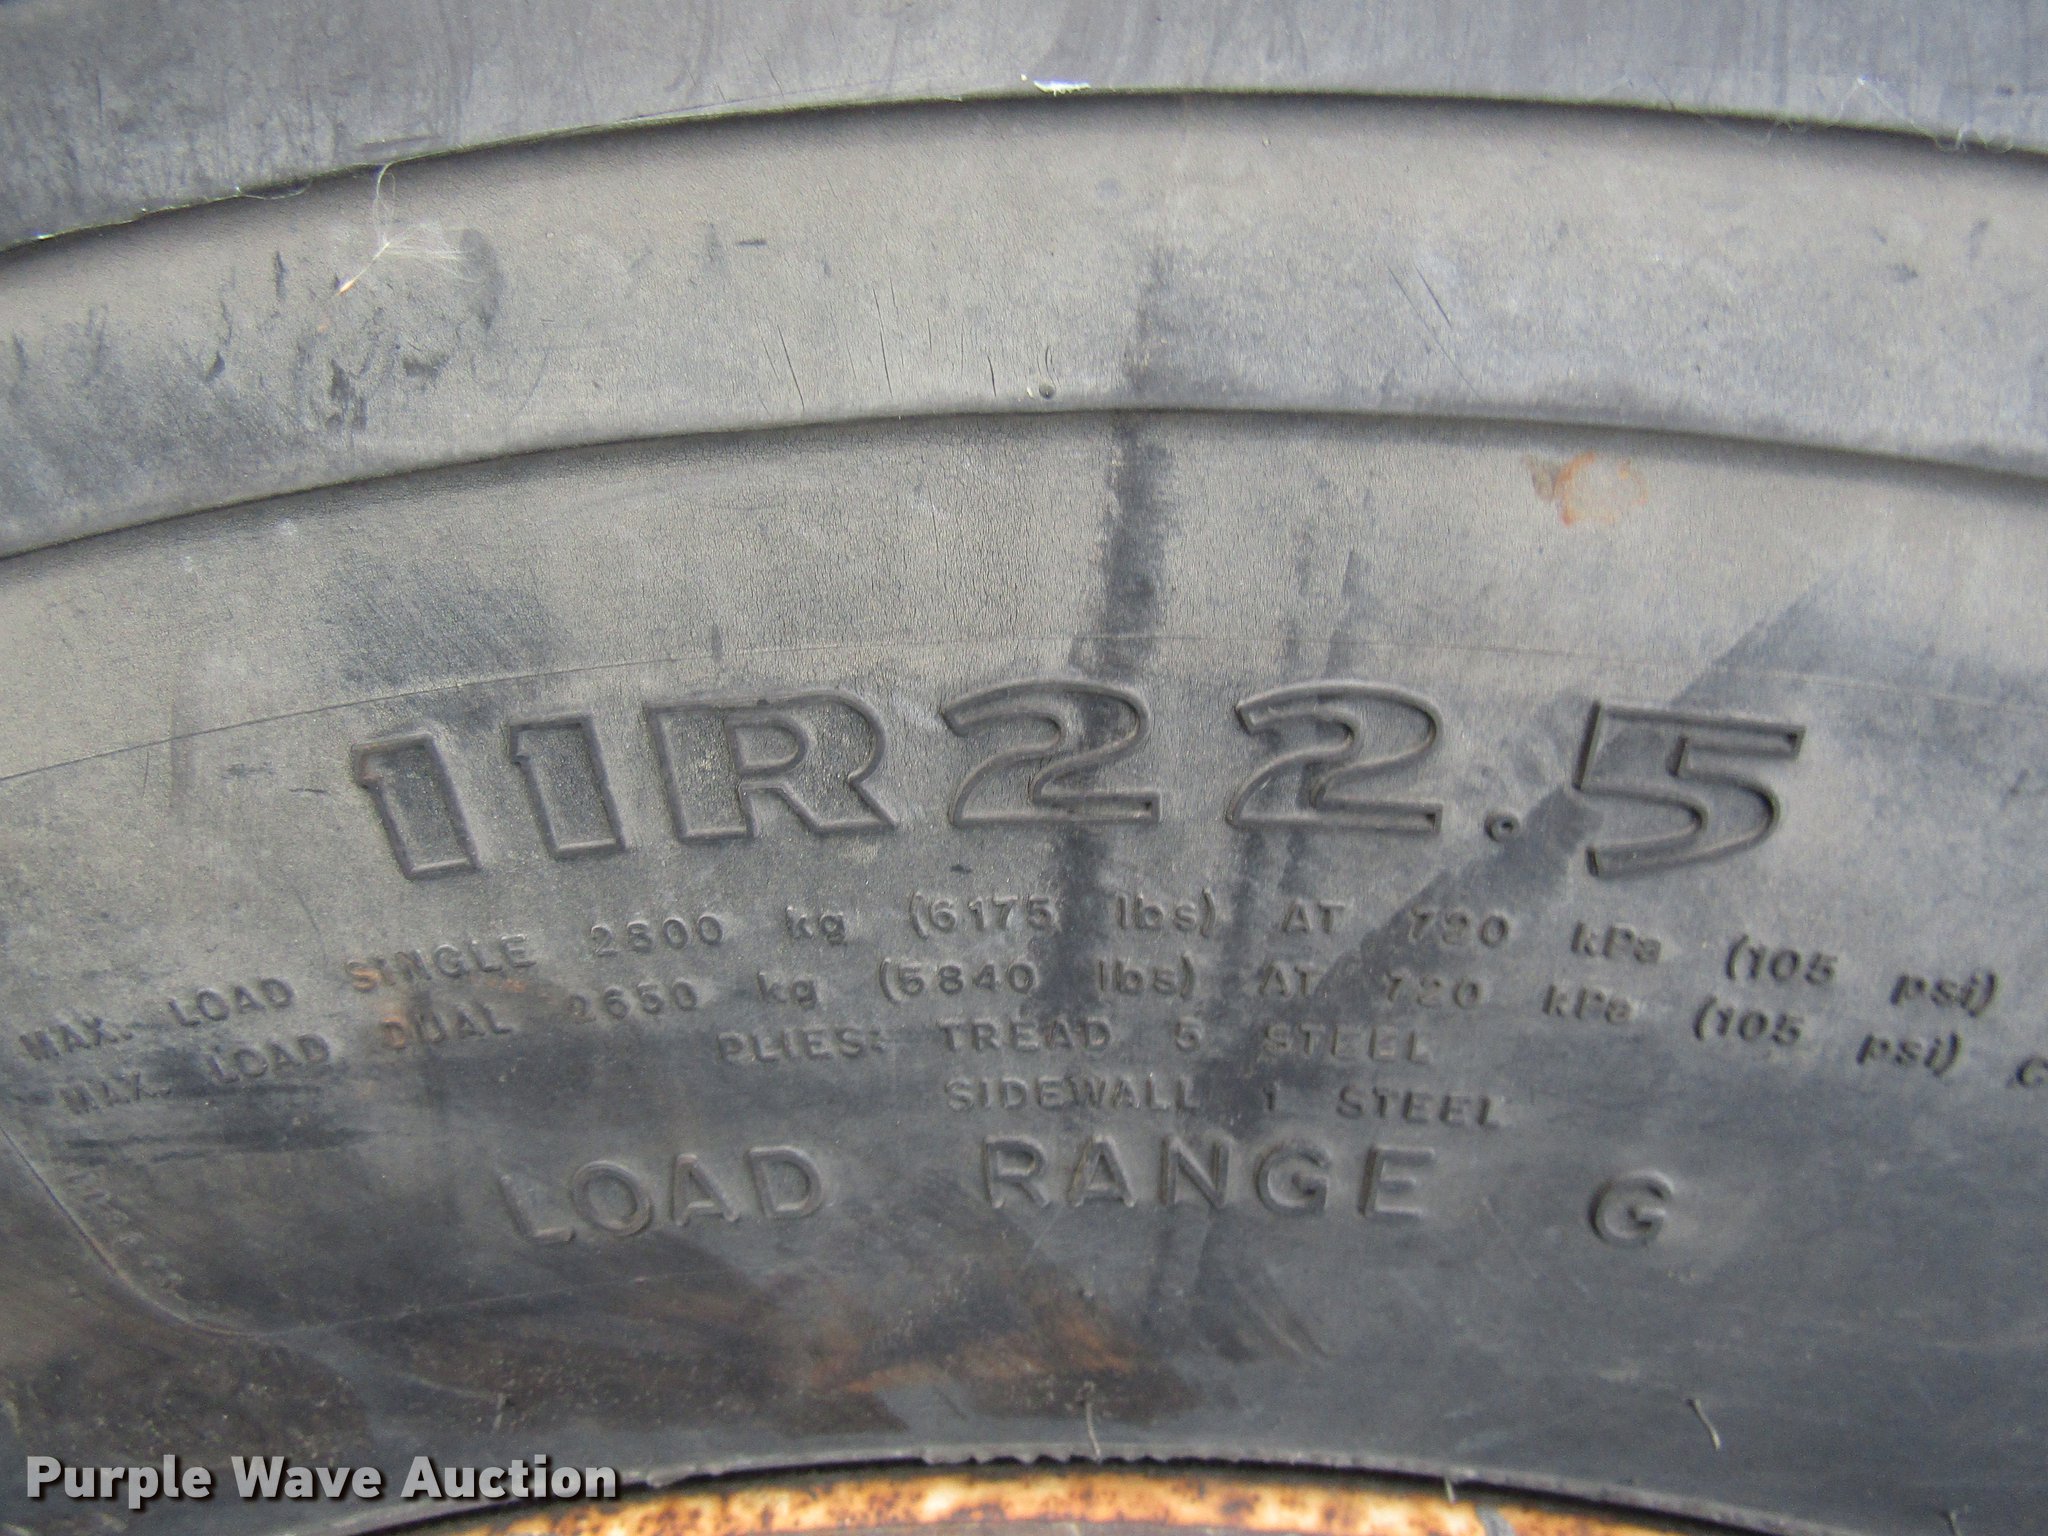 11R22.5
MAX. LOAD SINGLE 2800 kg (6175 lbs) AT 720 kPa (105 psi)
MAX. LOAD DUAL 2650 kg (5840 lbs) AT 720 kPa (105 psi) C
PLIES: TREAD 5 STEEL
SIDEWALL 1 STEEL
LOAD RANGE G
Purple Wave Auction